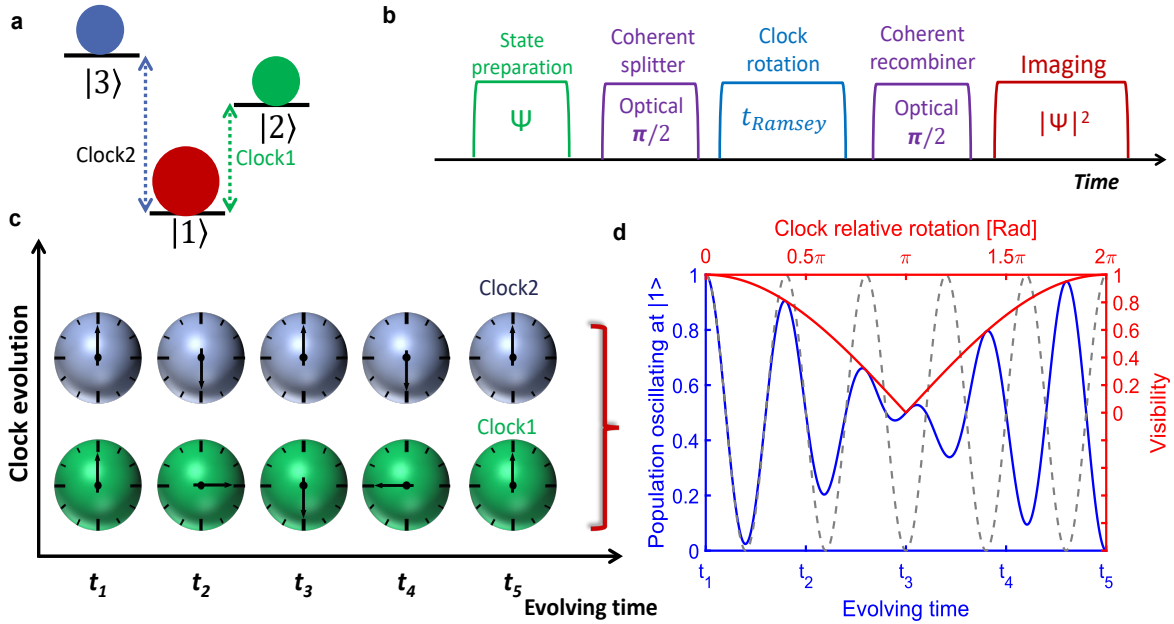 a
|3⟩
|2⟩
Clock2
Clock1
|1⟩
b
State
preparation
Ψ
Coherent
splitter
Optical
π/2
Clock
rotation
t_Ramsey
Coherent
recombiner
Optical
π/2
Imaging
|Ψ|²
Time
c
Clock evolution
Clock2
Clock1
t₁ t₂ t₃ t₄ t₅
Evolving time
d
Clock relative rotation [Rad]
0 0.5π π 1.5π 2π
Population oscillating at |1>
1
0.8
0.6
0.4
0.2
0
1
0.8
0.6
0.4
0.2
0
Visibility
t₁ t₂ t₃ t₄ t₅
Evolving time